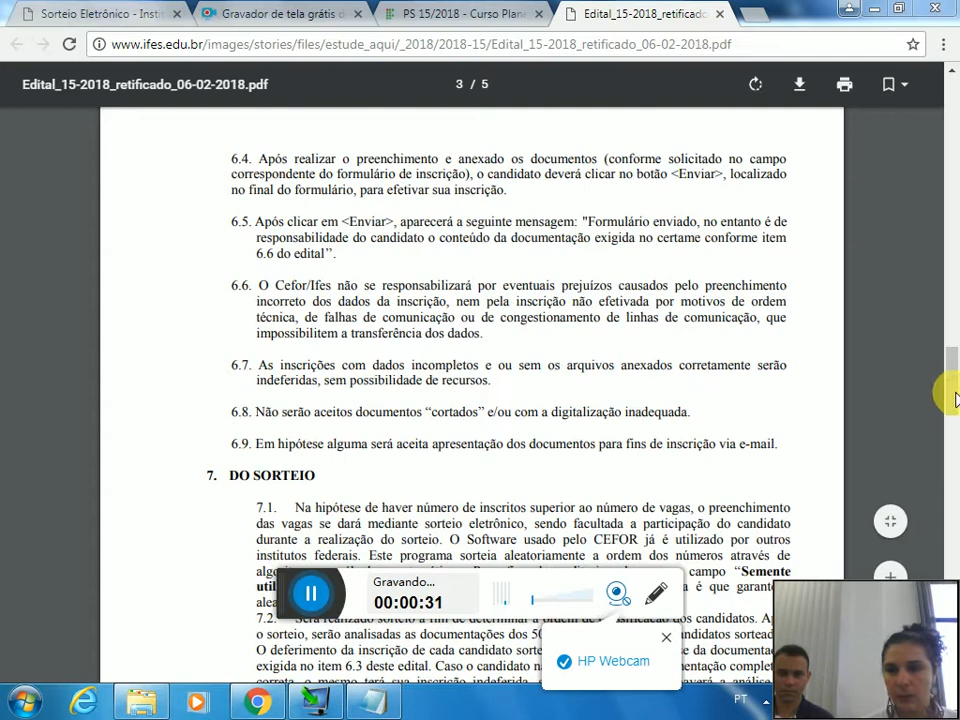 Sorteio Eletrônico - Insti
Gravador de tela grátis d
PS 15/2018 - Curso Plane
Edital_15-2018_retificado
www.ifes.edu.br/images/stories/files/estude_aqui/_2018/2018-15/Edital_15-2018_retificado_06-02-2018.pdf
Edital_15-2018_retificado_06-02-2018.pdf
3 / 5
6.4. Após realizar o preenchimento e anexado os documentos (conforme solicitado no campo
correspondente do formulário de inscrição), o candidato deverá clicar no botão <Enviar>, localizado
no final do formulário, para efetivar sua inscrição.
6.5. Após clicar em <Enviar>, aparecerá a seguinte mensagem: "Formulário enviado, no entanto é de
responsabilidade do candidato o conteúdo da documentação exigida no certame conforme item
6.6 do edital”.
6.6. O Cefor/Ifes não se responsabilizará por eventuais prejuízos causados pelo preenchimento
incorreto dos dados da inscrição, nem pela inscrição não efetivada por motivos de ordem
técnica, de falhas de comunicação ou de congestionamento de linhas de comunicação, que
impossibilitem a transferência dos dados.
6.7. As inscrições com dados incompletos e ou sem os arquivos anexados corretamente serão
indeferidas, sem possibilidade de recursos.
6.8. Não serão aceitos documentos “cortados” e/ou com a digitalização inadequada.
6.9. Em hipótese alguma será aceita apresentação dos documentos para fins de inscrição via e-mail.
7. DO SORTEIO
7.1. Na hipótese de haver número de inscritos superior ao número de vagas, o preenchimento
das vagas se dará mediante sorteio eletrônico, sendo facultada a participação do candidato
durante a realização do sorteio. O Software usado pelo CEFOR já é utilizado por outros
institutos federais. Este programa sorteia aleatoriamente a ordem dos números através de
campo “Semente
é que garante
Gravando...
00:00:31
7.2.
candidatos.
o sorteio, serão analisadas as documentações dos
O deferimento da inscrição de cada candidato
exigida no item 6.3 deste edital. Caso o candidato
HP Webcam
PT